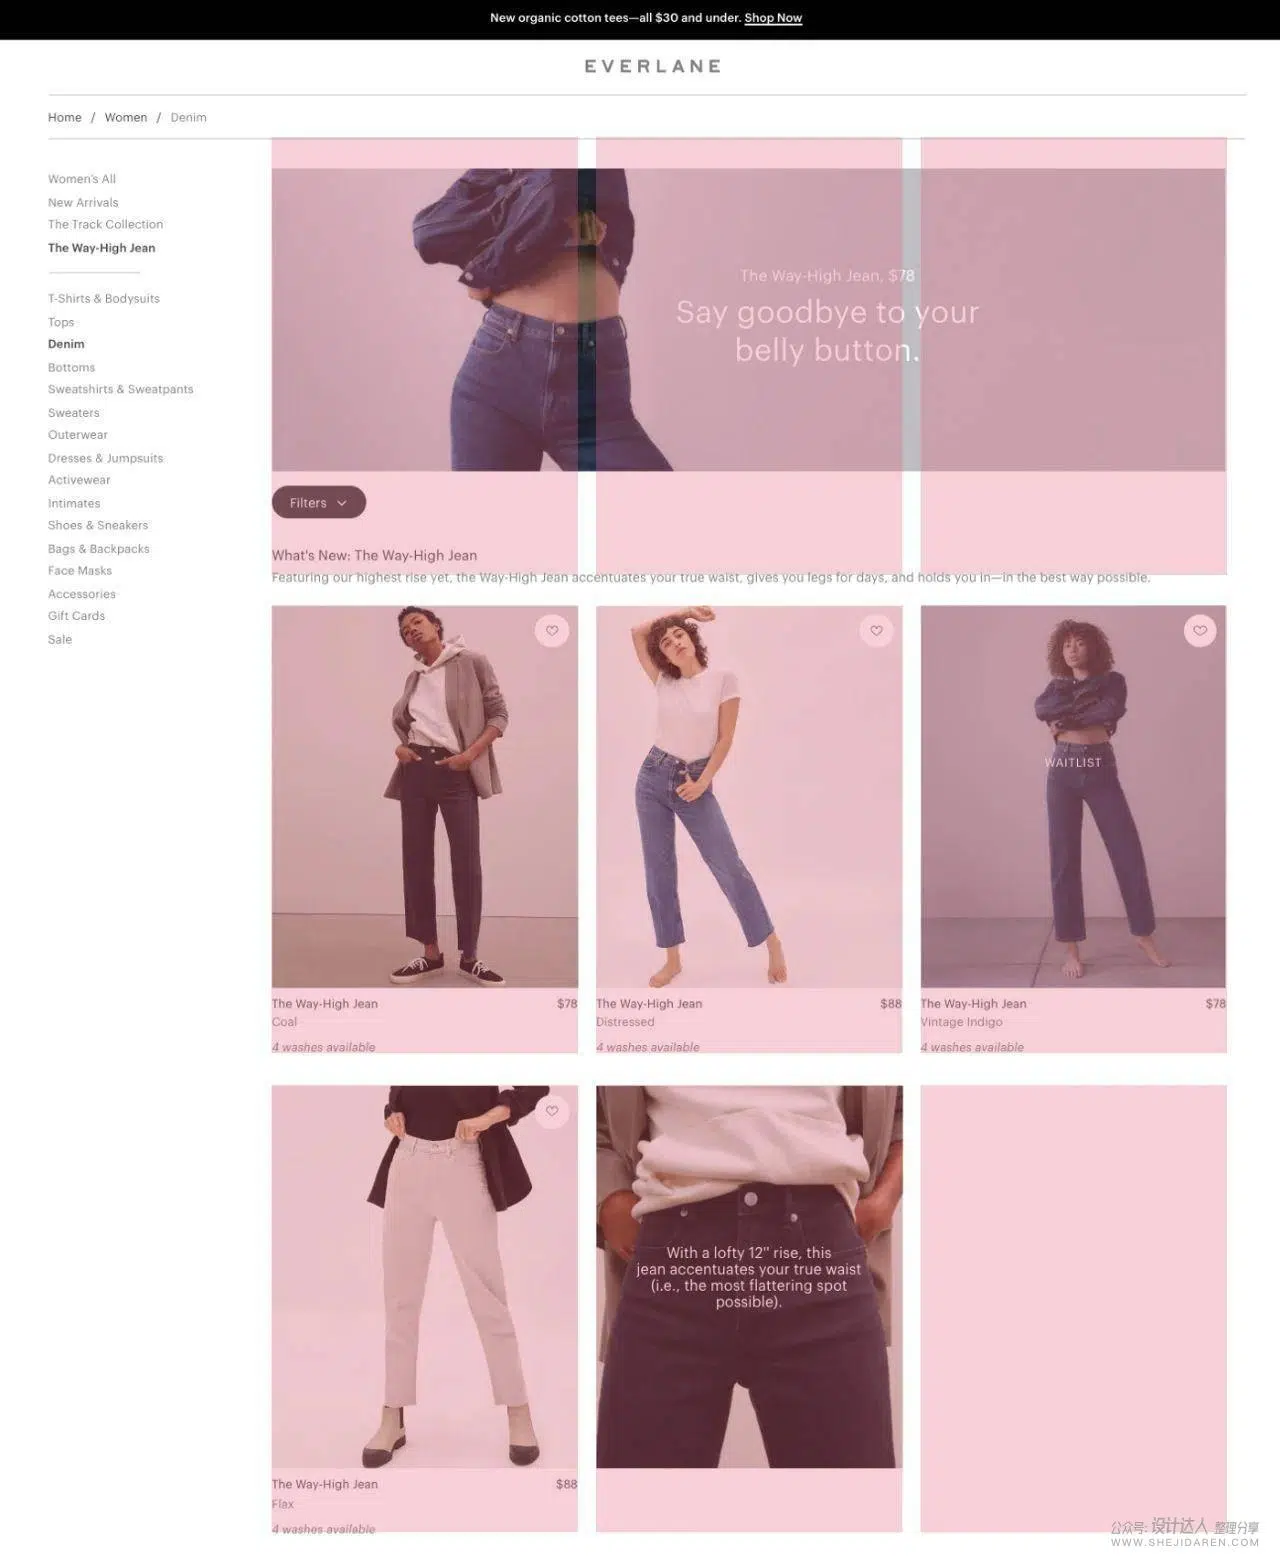 New organic cotton tees—all $30 and under. Shop Now
EVERLANE
Home / Women / Denim
Women's All
New Arrivals
The Track Collection
The Way-High Jean
T-Shirts & Bodysuits
Tops
Denim
Bottoms
Sweatshirts & Sweatpants
Sweaters
Outerwear
Dresses & Jumpsuits
Activewear
Intimates
Shoes & Sneakers
Bags & Backpacks
Face Masks
Accessories
Gift Cards
Sale
The Way-High Jean, $78
Say goodbye to your
belly button.
Filters
What's New: The Way-High Jean
Featuring our highest rise yet, the Way-High Jean accentuates your true waist, gives you legs for days, and holds you in—in the best way possible.
The Way-High Jean $78
Coal
4 washes available
The Way-High Jean $88
Distressed
4 washes available
WAITLIST
The Way-High Jean $78
Vintage Indigo
4 washes available
The Way-High Jean $88
Flax
4 washes available
With a lofty 12" rise, this
jean accentuates your true waist
(i.e., the most flattering spot
possible).
公众号: 设计达人 整理分享
WWW.SHEJIDAREN.COM